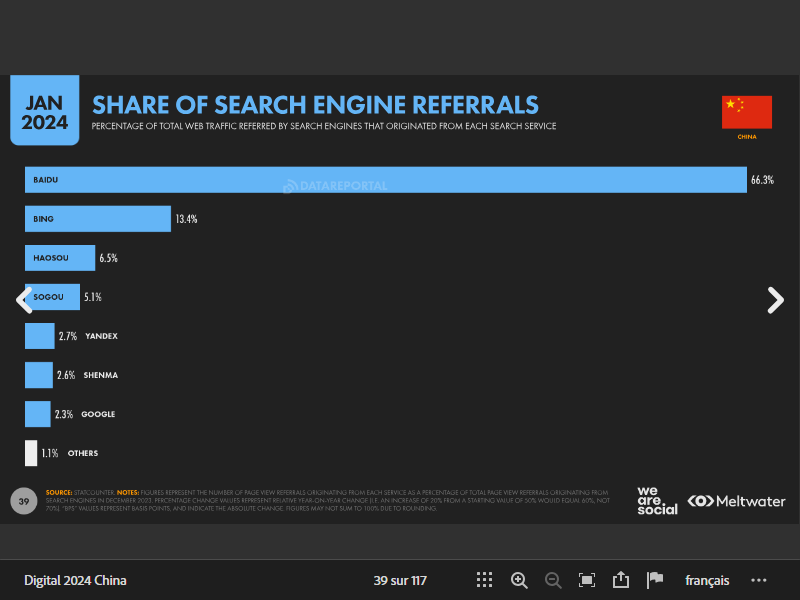 JAN
2024
SHARE OF SEARCH ENGINE REFERRALS
PERCENTAGE OF TOTAL WEB TRAFFIC REFERRED BY SEARCH ENGINES THAT ORIGINATED FROM EACH SEARCH SERVICE
CHINA
BAIDU 66.3%
DATAREPORTAL
BING 13.4%
HAOSOU 6.5%
SOGOU 5.1%
2.7% YANDEX
2.6% SHENMA
2.3% GOOGLE
1.1% OTHERS
39
SOURCE: STATCOUNTER. NOTES: FIGURES REPRESENT THE NUMBER OF PAGE VIEW REFERRALS ORIGINATING FROM EACH SERVICE AS A PERCENTAGE OF TOTAL PAGE VIEW REFERRALS ORIGINATING FROM
SEARCH ENGINES IN DECEMBER 2023. PERCENTAGE CHANGE VALUES REPRESENT RELATIVE YEAR-ON-YEAR CHANGE (I.E. AN INCREASE OF 20% FROM A STARTING VALUE OF 50% WOULD EQUAL 60%, NOT
70%). "BPS" VALUES REPRESENT BASIS POINTS, AND INDICATE THE ABSOLUTE CHANGE. FIGURES MAY NOT SUM TO 100% DUE TO ROUNDING.
we
are.
social
Meltwater
Digital 2024 China
39 sur 117
français